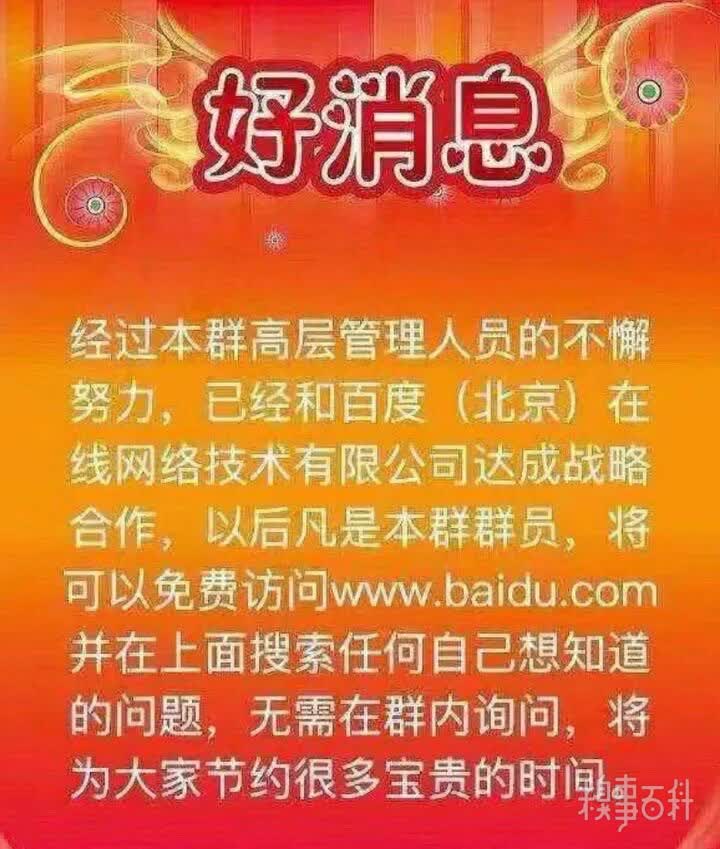 好消息
经过本群高层管理人员的不懈
努力，已经和百度（北京）在
线网络技术有限公司达成战略
合作，以后凡是本群群员，将
可以免费访问www.baidu.com
并在上面搜索任何自己想知道
的问题，无需在群内询问，将
为大家节约很多宝贵的时间。
糗事百科